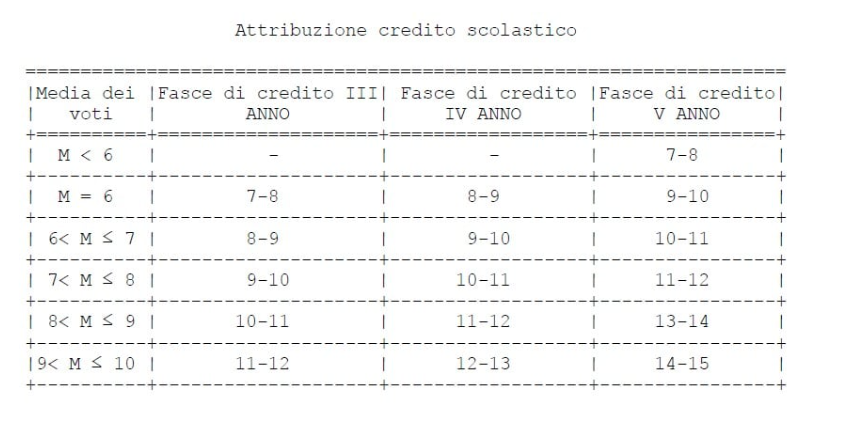 Attribuzione credito scolastico
==========================================================================
|Media dei |Fasce di credito III| Fasce di credito |Fasce di credito|
| voti | ANNO | IV ANNO | V ANNO |
+==========+====================+==================+================+
| M < 6 | - | - | 7-8 |
+----------+--------------------+------------------+----------------+
| M = 6 | 7-8 | 8-9 | 9-10 |
+----------+--------------------+------------------+----------------+
| 6< M ≤ 7 | 8-9 | 9-10 | 10-11 |
+----------+--------------------+------------------+----------------+
| 7< M ≤ 8 | 9-10 | 10-11 | 11-12 |
+----------+--------------------+------------------+----------------+
| 8< M ≤ 9 | 10-11 | 11-12 | 13-14 |
+----------+--------------------+------------------+----------------+
|9< M ≤ 10 | 11-12 | 12-13 | 14-15 |
+----------+--------------------+------------------+----------------+